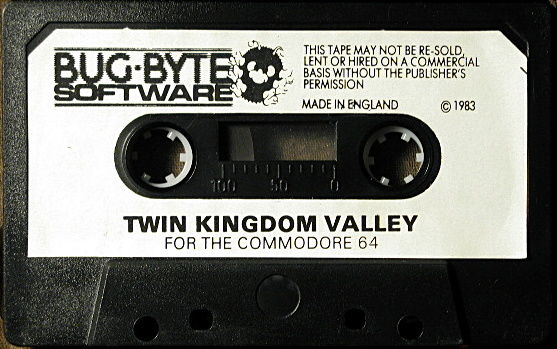 BUG·BYTE
SOFTWARE
THIS TAPE MAY NOT BE RE-SOLD,
LENT OR HIRED ON A COMMERCIAL
BASIS WITHOUT THE PUBLISHER'S
PERMISSION
MADE IN ENGLAND © 1983
100 50 0
TWIN KINGDOM VALLEY
FOR THE COMMODORE 64